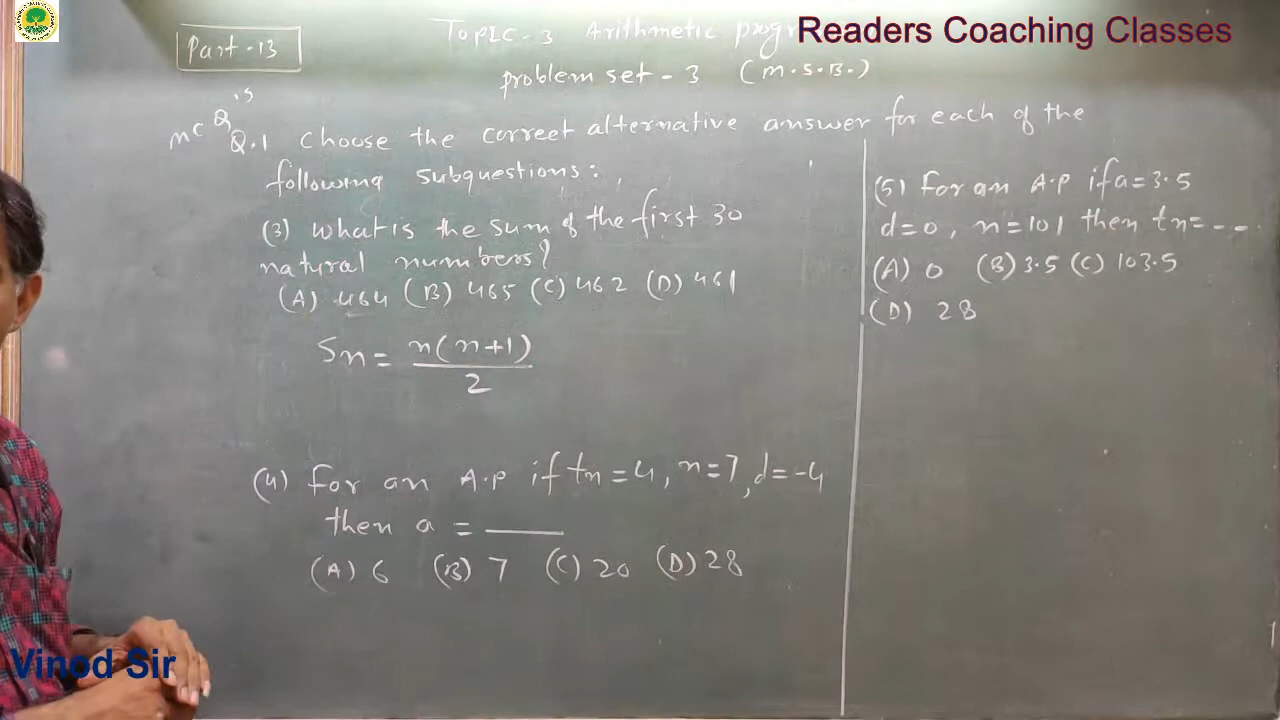 Part-13
Topic-3 Arithmetic progr
Readers Coaching Classes
problem set - 3 (M.S.B.)
MCQ's
Q.1 Choose the correct alternative answer for each of the
following subquestions:
(3) What is the sum of the first 30
natural numbers?
(A) 464 (B) 465 (C) 462 (D) 461
Sn = n(n+1)
2
(4) For an A.P if tn = 4, n = 7, d = -4
then a = ____
(A) 6 (B) 7 (C) 20 (D) 28
(5) For an A.P if a = 3.5
d = 0, n = 101 then tn = ----
(A) 0 (B) 3.5 (C) 103.5
(D) 28
Vinod Sir